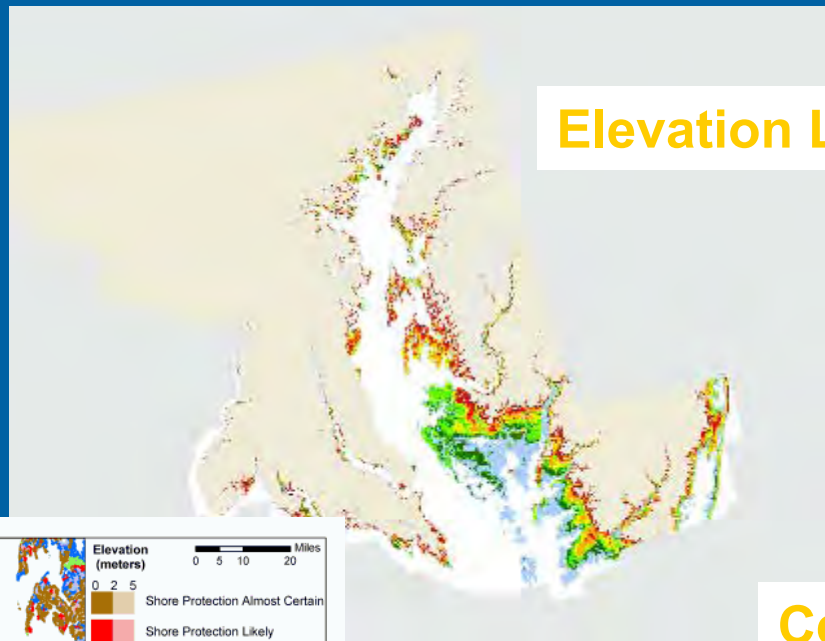 Elevation L
Elevation
(meters)
Miles
0 5 10 20
0 2 5
Shore Protection Almost Certain
Shore Protection Likely
Co